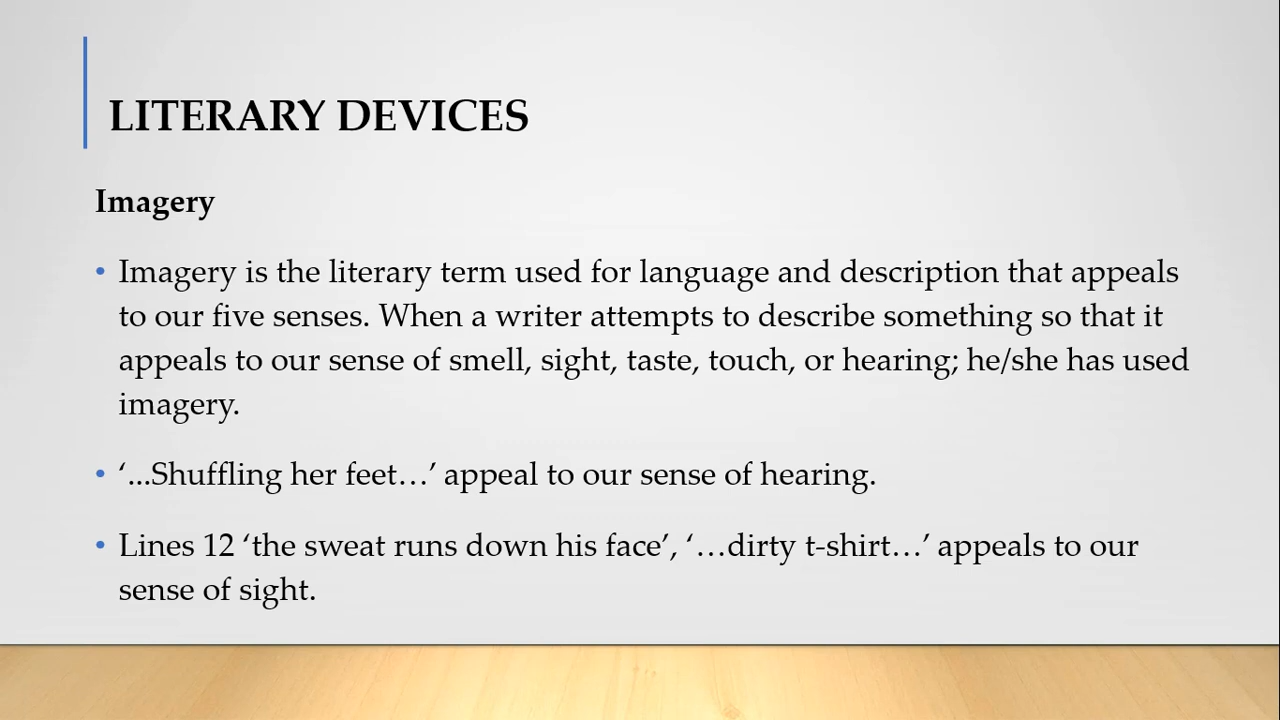 LITERARY DEVICES
Imagery
• Imagery is the literary term used for language and description that appeals
to our five senses. When a writer attempts to describe something so that it
appeals to our sense of smell, sight, taste, touch, or hearing; he/she has used
imagery.
• ‘...Shuffling her feet…’ appeal to our sense of hearing.
• Lines 12 ‘the sweat runs down his face’, ‘…dirty t-shirt…’ appeals to our
sense of sight.